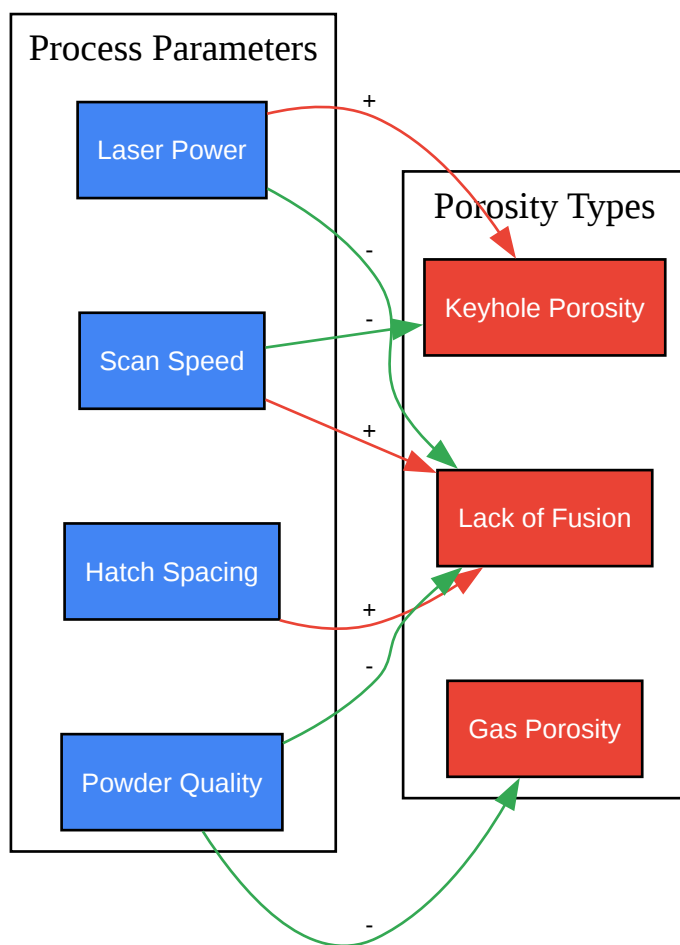 Process Parameters
Laser Power
Scan Speed
Hatch Spacing
Powder Quality
+
-
-
+
+
-
-
Porosity Types
Keyhole Porosity
Lack of Fusion
Gas Porosity